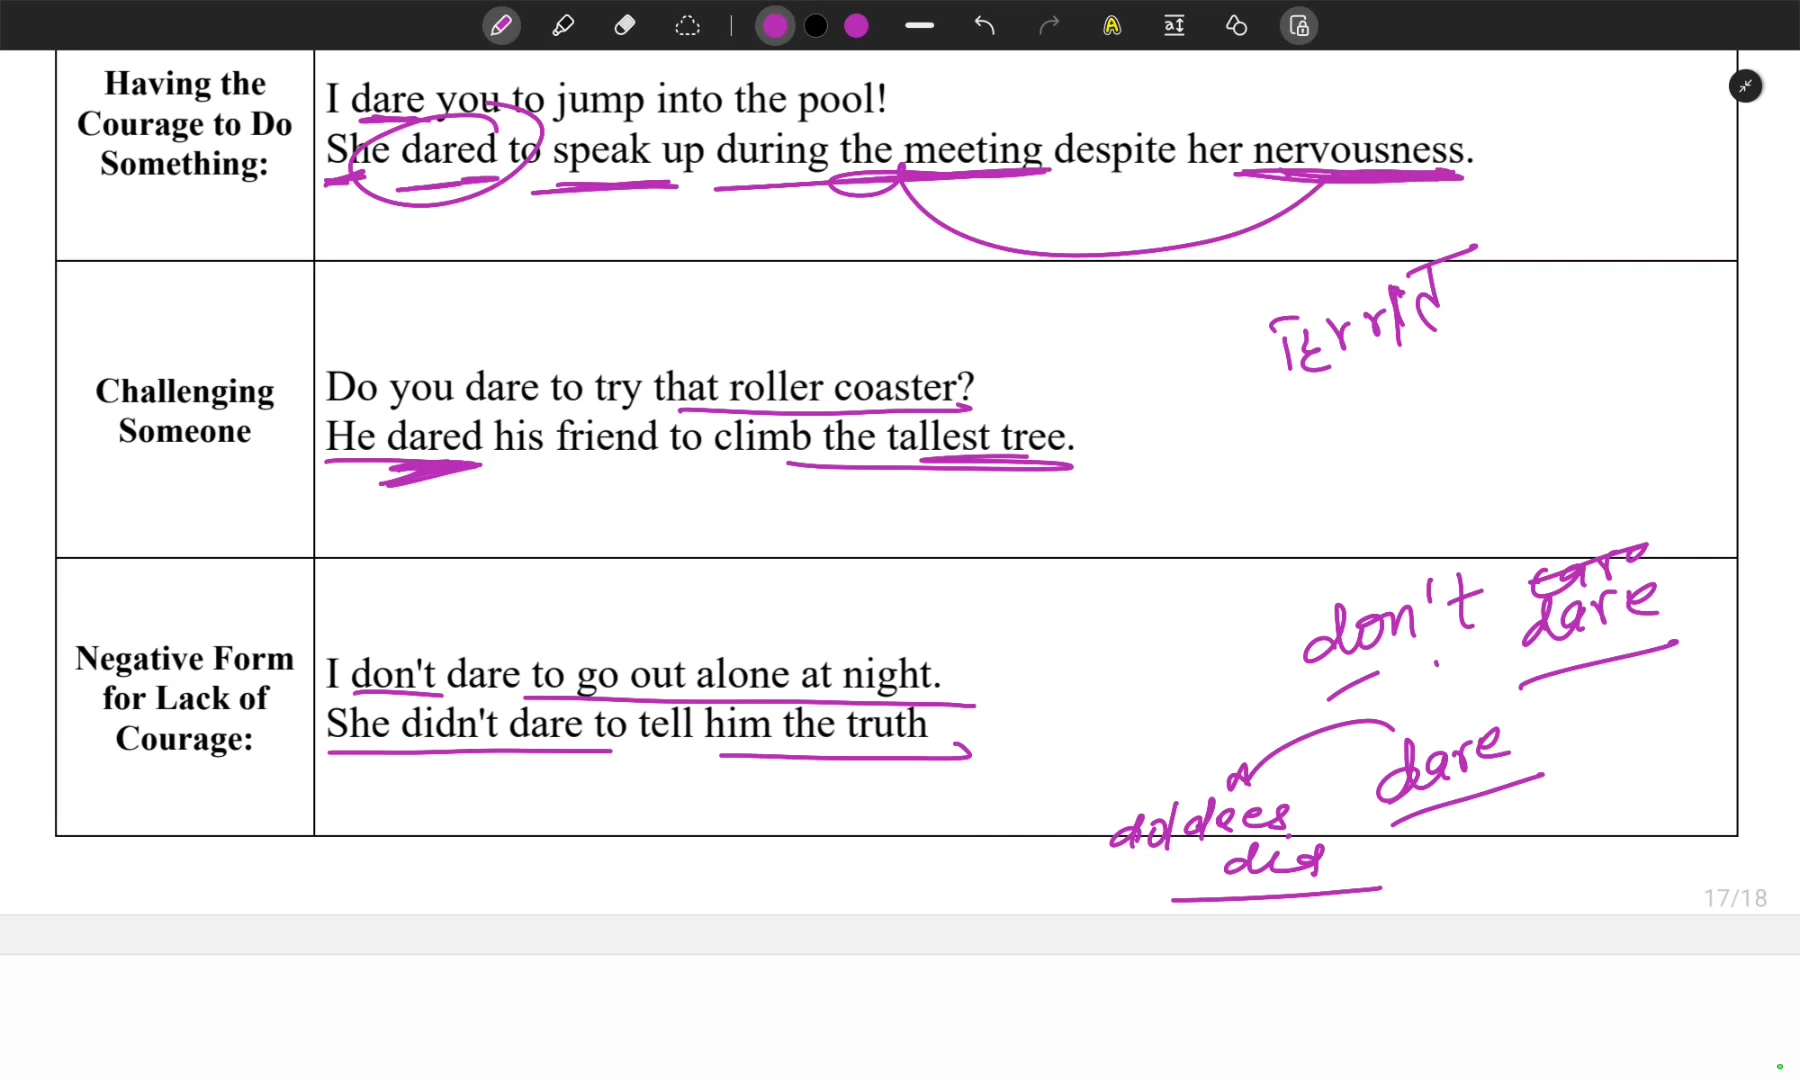 Having the
Courage to Do
Something:
I dare you to jump into the pool!
She dared to speak up during the meeting despite her nervousness.
Challenging
Someone
Do you dare to try that roller coaster?
He dared his friend to climb the tallest tree.
Negative Form
for Lack of
Courage:
I don't dare to go out alone at night.
She didn't dare to tell him the truth
don't dare
dare
did
17/18